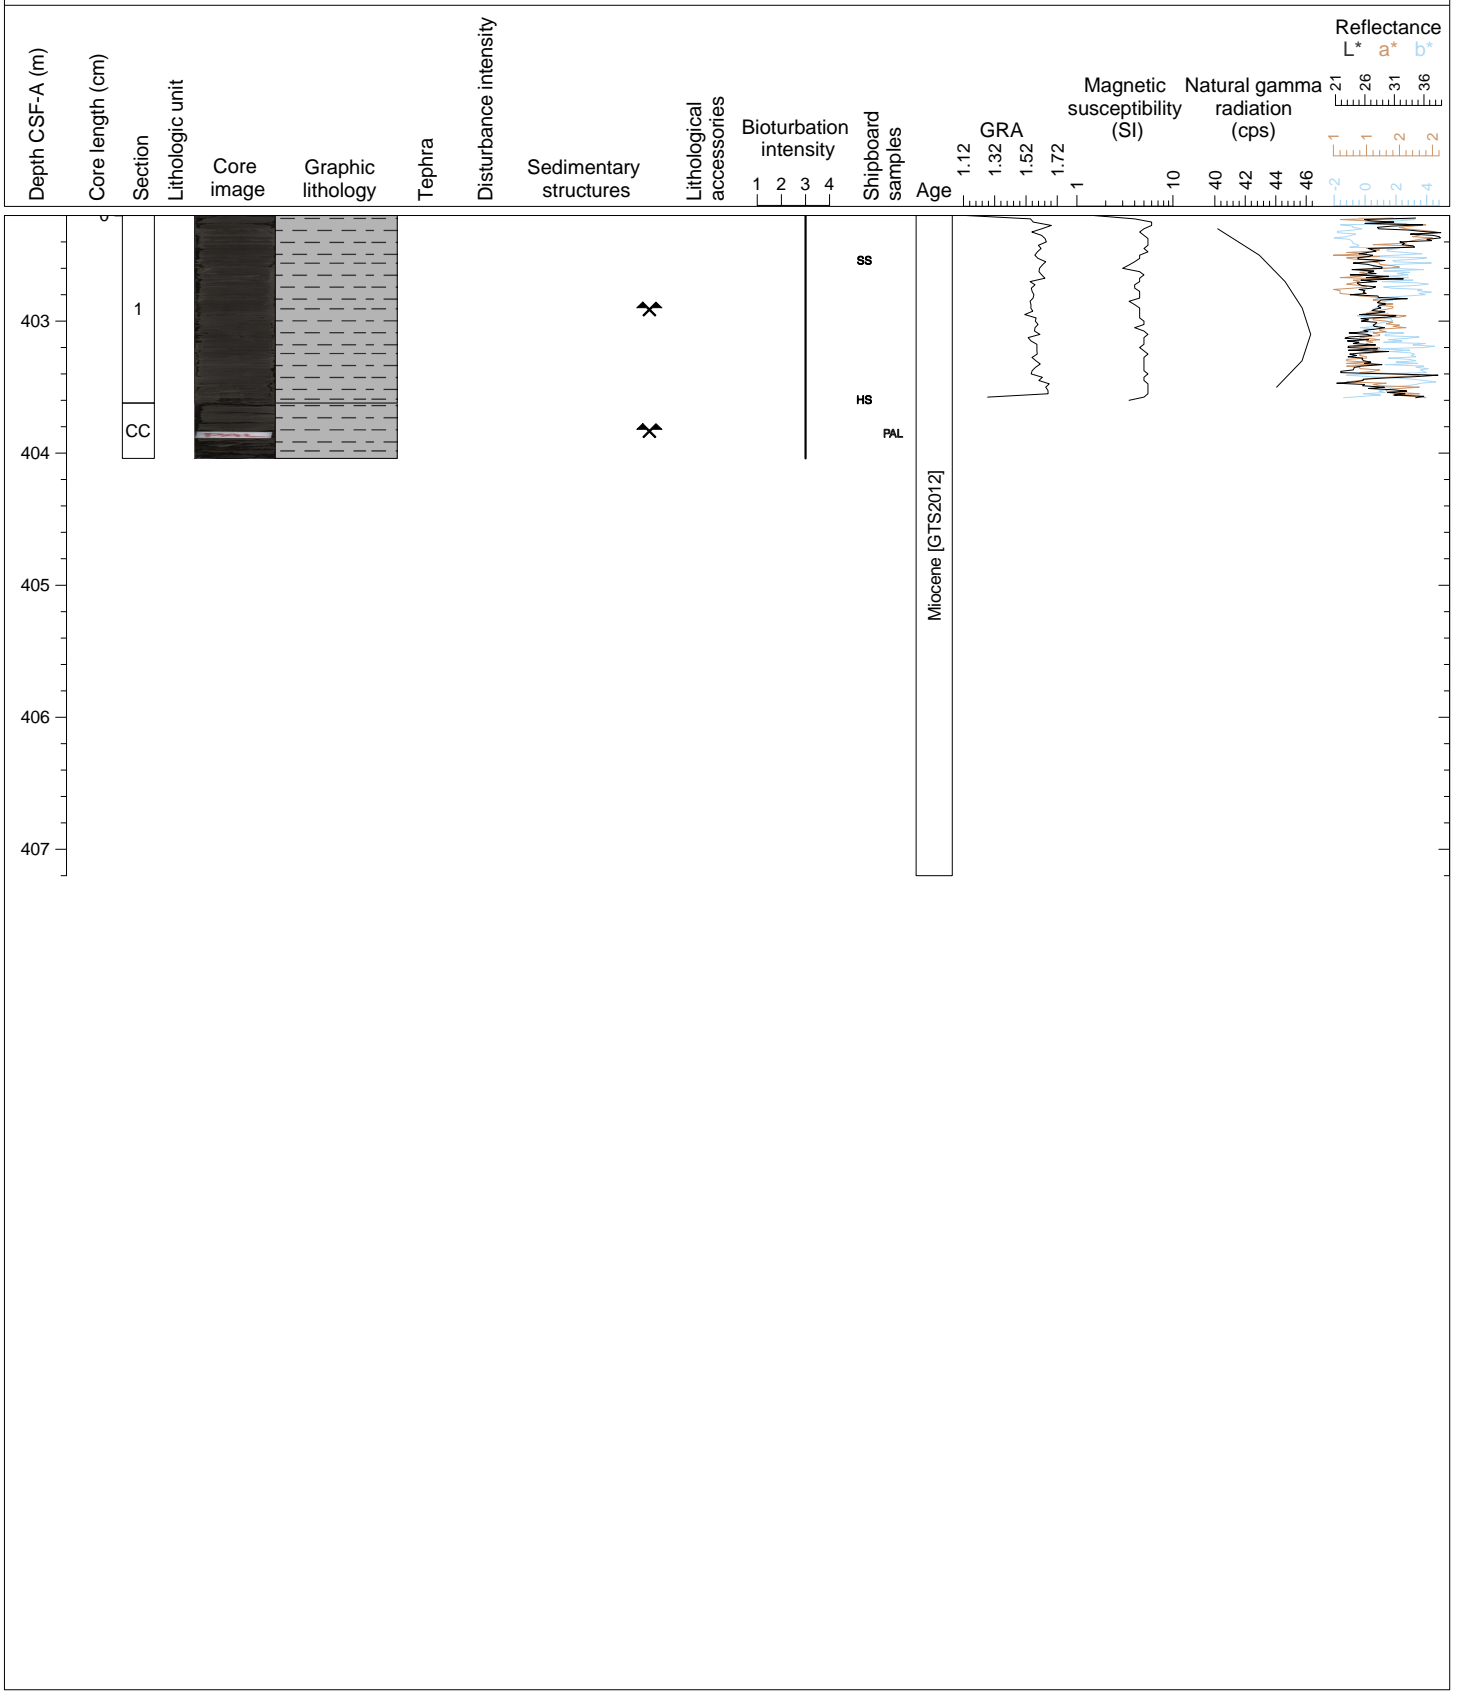 Depth CSF-A (m)
Core length (cm)
Section
Lithologic unit
Core
image
Graphic
lithology
Tephra
Disturbance intensity
Sedimentary
structures
Lithological
accessories
Bioturbation
intensity
1 2 3 4
Shipboard
samples
Age
GRA
1.12 1.32 1.52 1.72
Magnetic
susceptibility
(SI)
1 10
Natural gamma
radiation
(cps)
40 42 44 46
Reflectance
L* a* b*
21 26 31 36
1 1 2 2
-2 0 2 4
SS
403
1
HS
CC
PAL
404
405
406
407
Miocene [GTS2012]